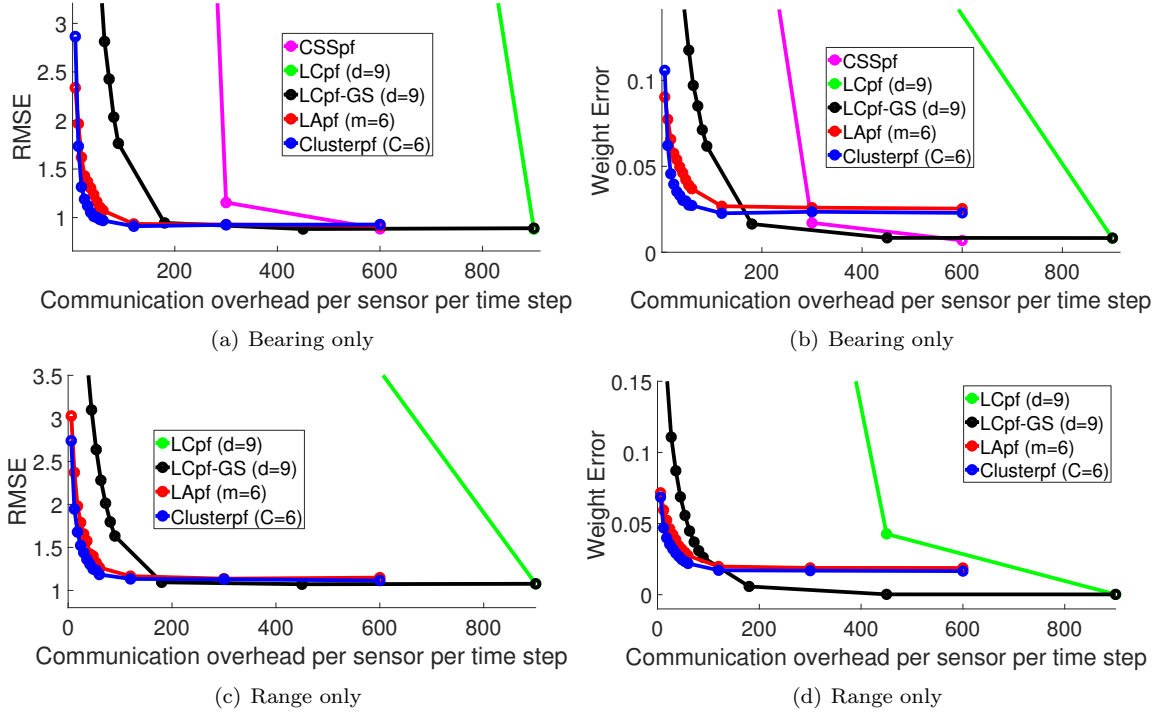 3
2.5
2
1.5
1
RMSE
CSSpf
LCpf (d=9)
LCpf-GS (d=9)
LApf (m=6)
Clusterpf (C=6)
200 400 600 800
Communication overhead per sensor per time step
(a) Bearing only
0.1
0.05
0
Weight Error
CSSpf
LCpf (d=9)
LCpf-GS (d=9)
LApf (m=6)
Clusterpf (C=6)
200 400 600 800
Communication overhead per sensor per time step
(b) Bearing only
3.5
3
2.5
2
1.5
1
RMSE
LCpf (d=9)
LCpf-GS (d=9)
LApf (m=6)
Clusterpf (C=6)
0 200 400 600 800
Communication overhead per sensor per time step
(c) Range only
0.15
0.1
0.05
0
Weight Error
LCpf (d=9)
LCpf-GS (d=9)
LApf (m=6)
Clusterpf (C=6)
0 200 400 600 800
Communication overhead per sensor per time step
(d) Range only